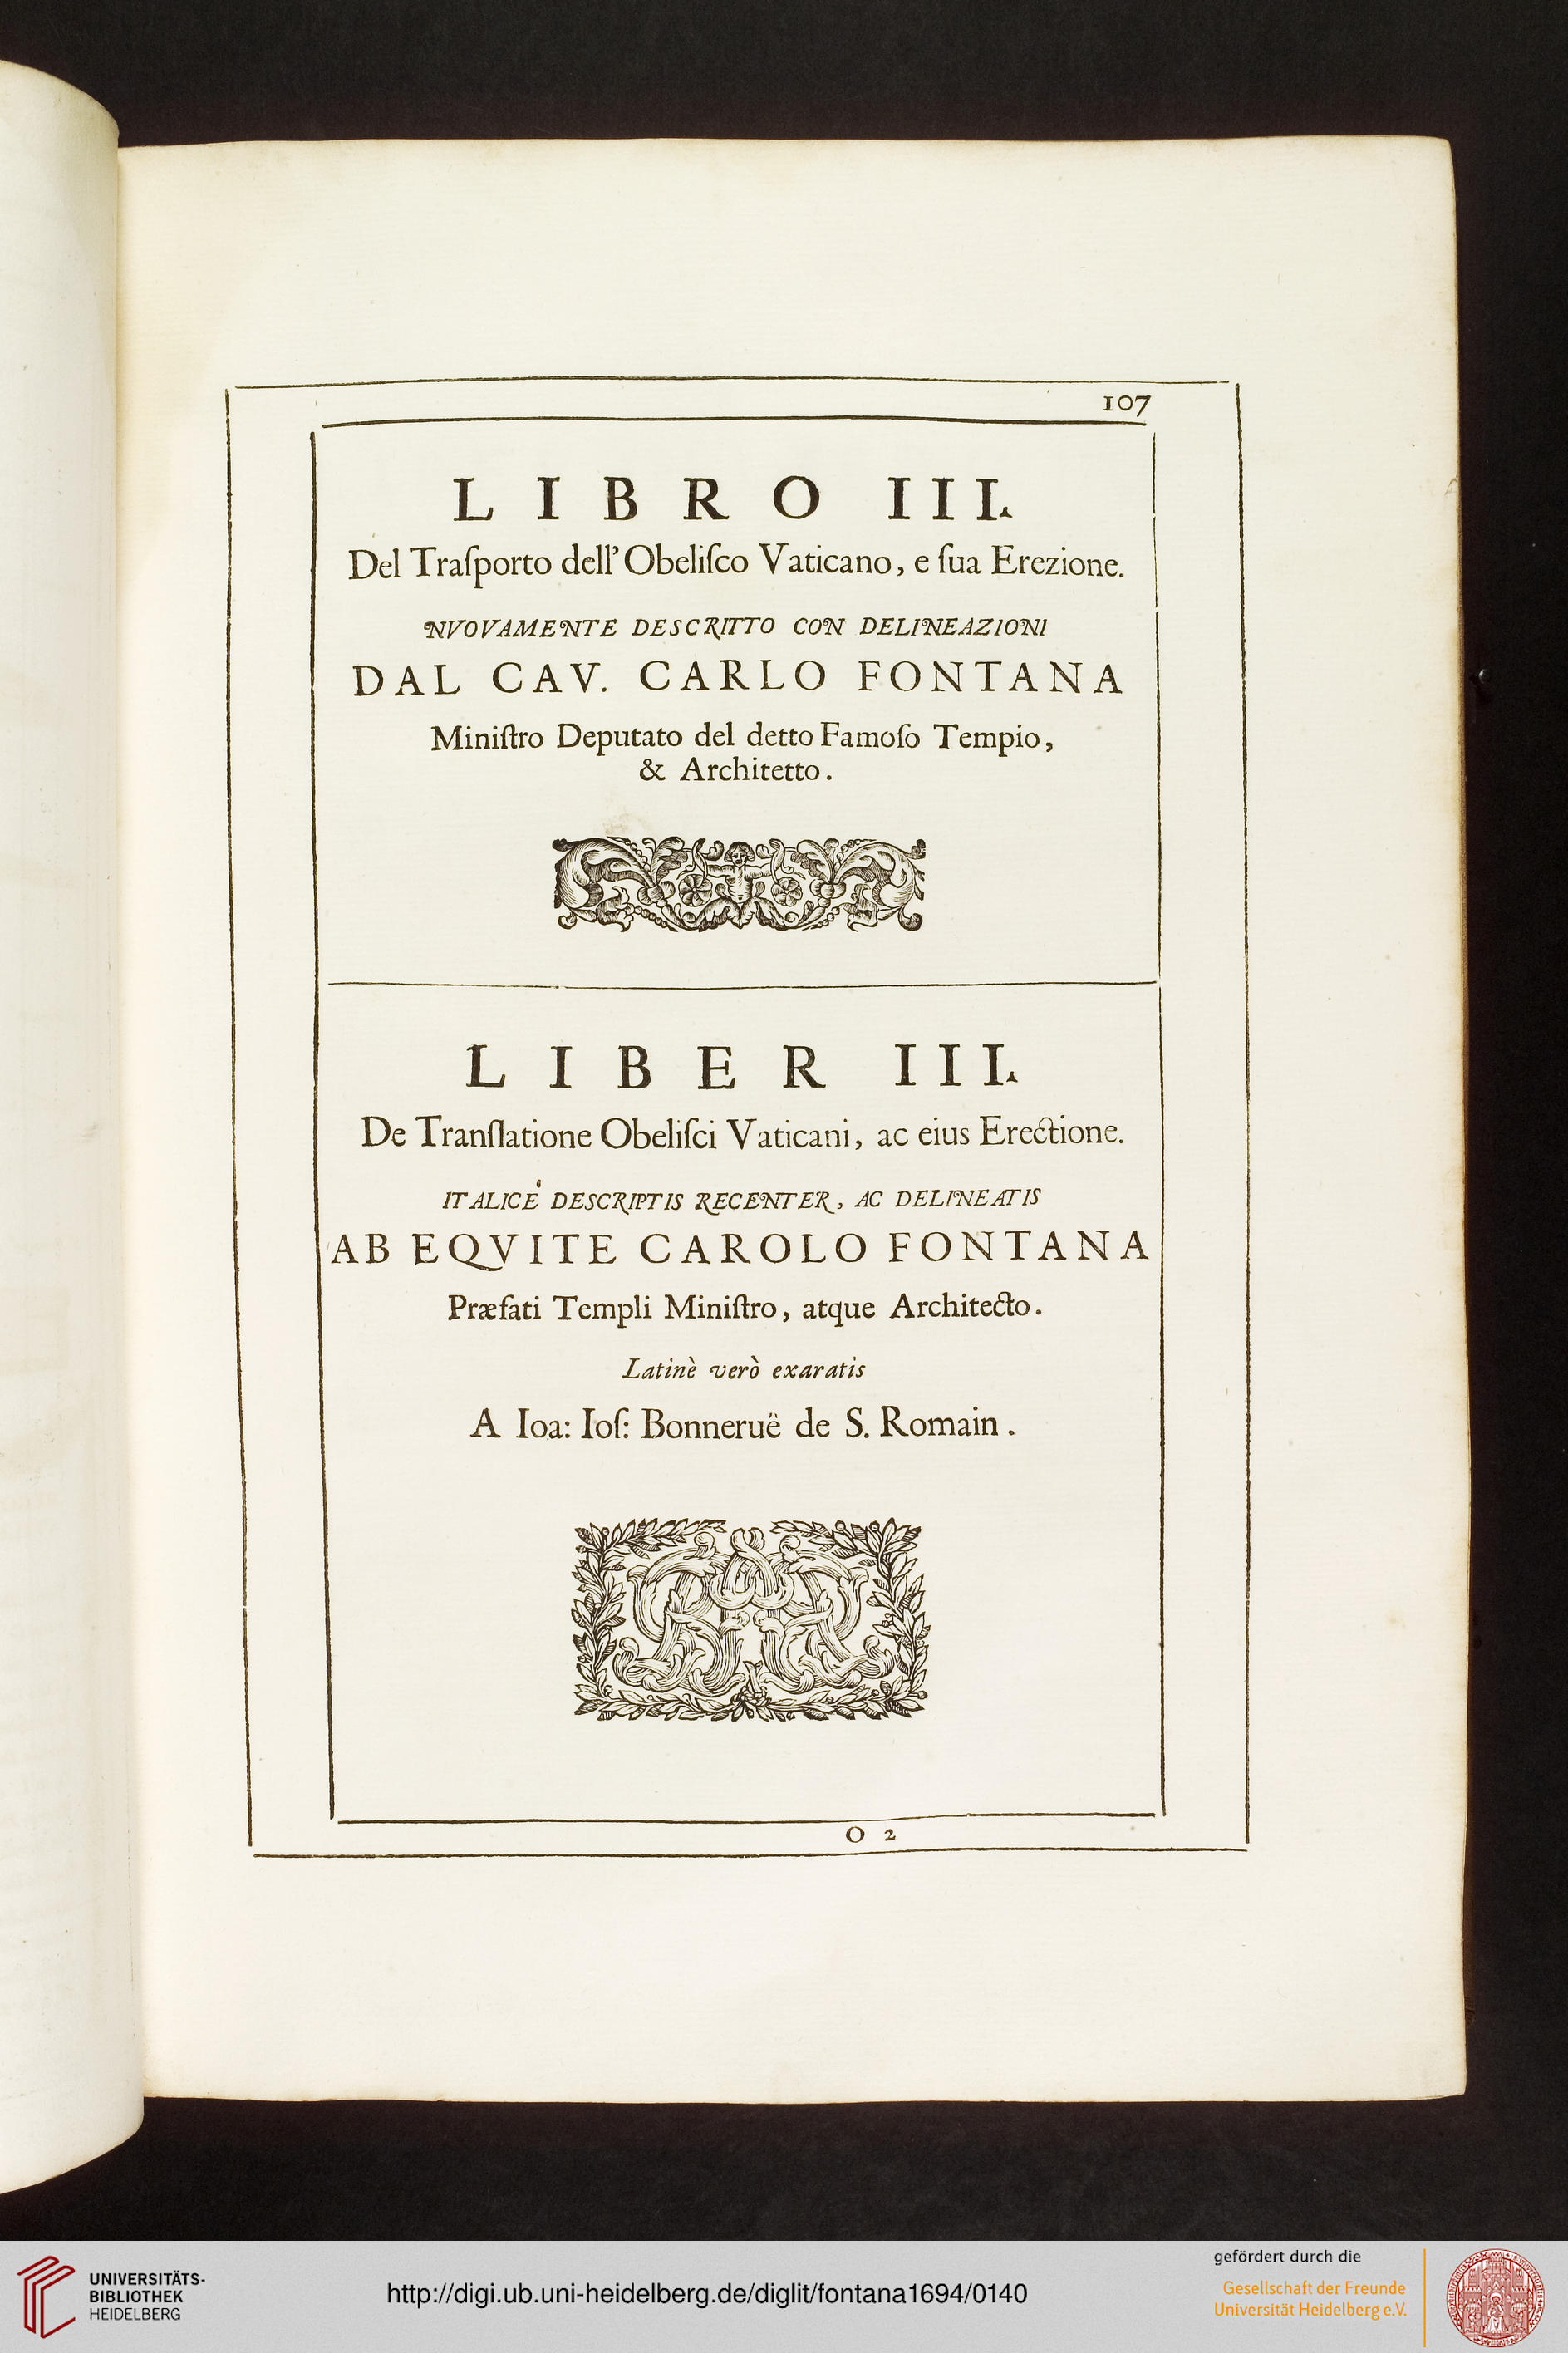 107
LIBRO III.
Del Traſporto dell' Obeliſco Vaticano, e ſua Erezione.
NVOVAMENTE DESCRITTO CON DELINEAZIONI
DAL CAV. CARLO FONTANA
Miniſtro Deputato del detto Famoſo Tempio,
& Architetto.
LIBER III.
De Tranſlatione Obeliſci Vaticani, ac eius Erectione.
ITALICÈ DESCRIPTIS RECENTER, AC DELINEATIS
AB EQVITE CAROLO FONTANA
Præfati Templi Miniſtro, atque Architecto.
Latinè verò exaratis
A Ioa: Ioſ: Bonneruë de S. Romain.
O 2
UNIVERSITÄTS-
BIBLIOTHEK
HEIDELBERG
http://digi.ub.uni-heidelberg.de/diglit/fontana1694/0140
gefördert durch die
Gesellschaft der Freunde
Universität Heidelberg e.V.